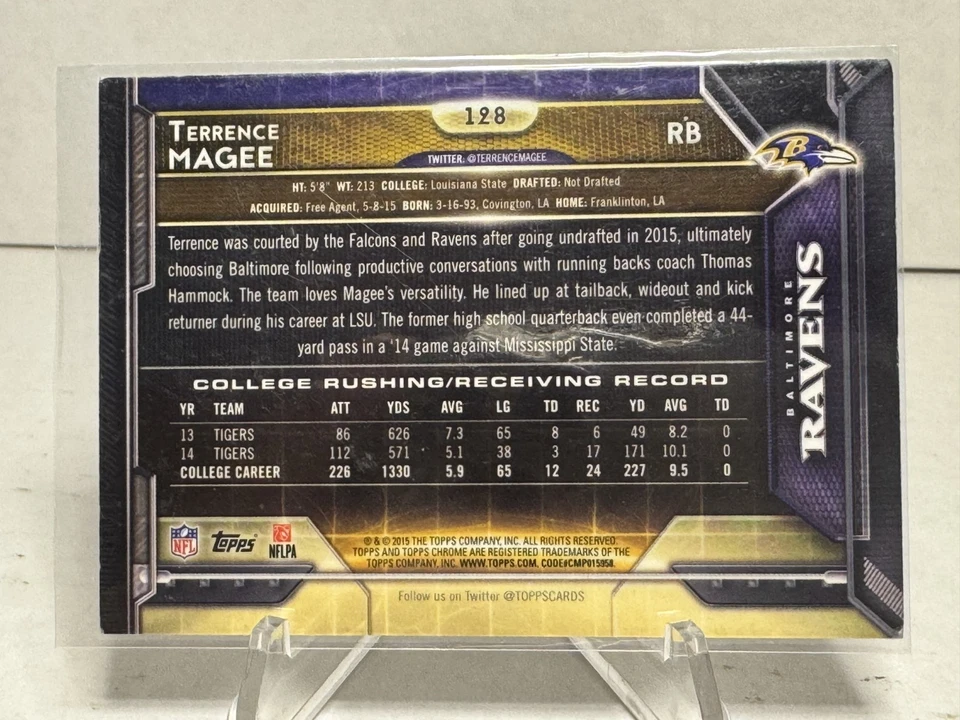 128
TERRENCE
MAGEE
RB
TWITTER: @TERRENCEMAGEE
HT: 5'8" WT: 213 COLLEGE: Louisiana State DRAFTED: Not Drafted
ACQUIRED: Free Agent, 5-8-15 BORN: 3-16-93, Covington, LA HOME: Franklinton, LA
Terrence was courted by the Falcons and Ravens after going undrafted in 2015, ultimately
choosing Baltimore following productive conversations with running backs coach Thomas
Hammock. The team loves Magee's versatility. He lined up at tailback, wideout and kick
returner during his career at LSU. The former high school quarterback even completed a 44-
yard pass in a '14 game against Mississippi State.
COLLEGE RUSHING/RECEIVING RECORD
YR TEAM ATT YDS AVG LG TD REC YD AVG TD
13 TIGERS 86 626 7.3 65 8 6 49 8.2 0
14 TIGERS 112 571 5.1 38 3 17 171 10.1 0
COLLEGE CAREER 226 1330 5.9 65 12 24 227 9.5 0
B
BALTIMORE
RAVENS
NFL
Topps
NFLPA
® & © 2015 THE TOPPS COMPANY, INC. ALL RIGHTS RESERVED.
TOPPS AND TOPPS CHROME ARE REGISTERED TRADEMARKS OF THE
TOPPS COMPANY, INC. WWW.TOPPS.COM. CODE#CMP015958.
Follow us on Twitter @TOPPSCARDS